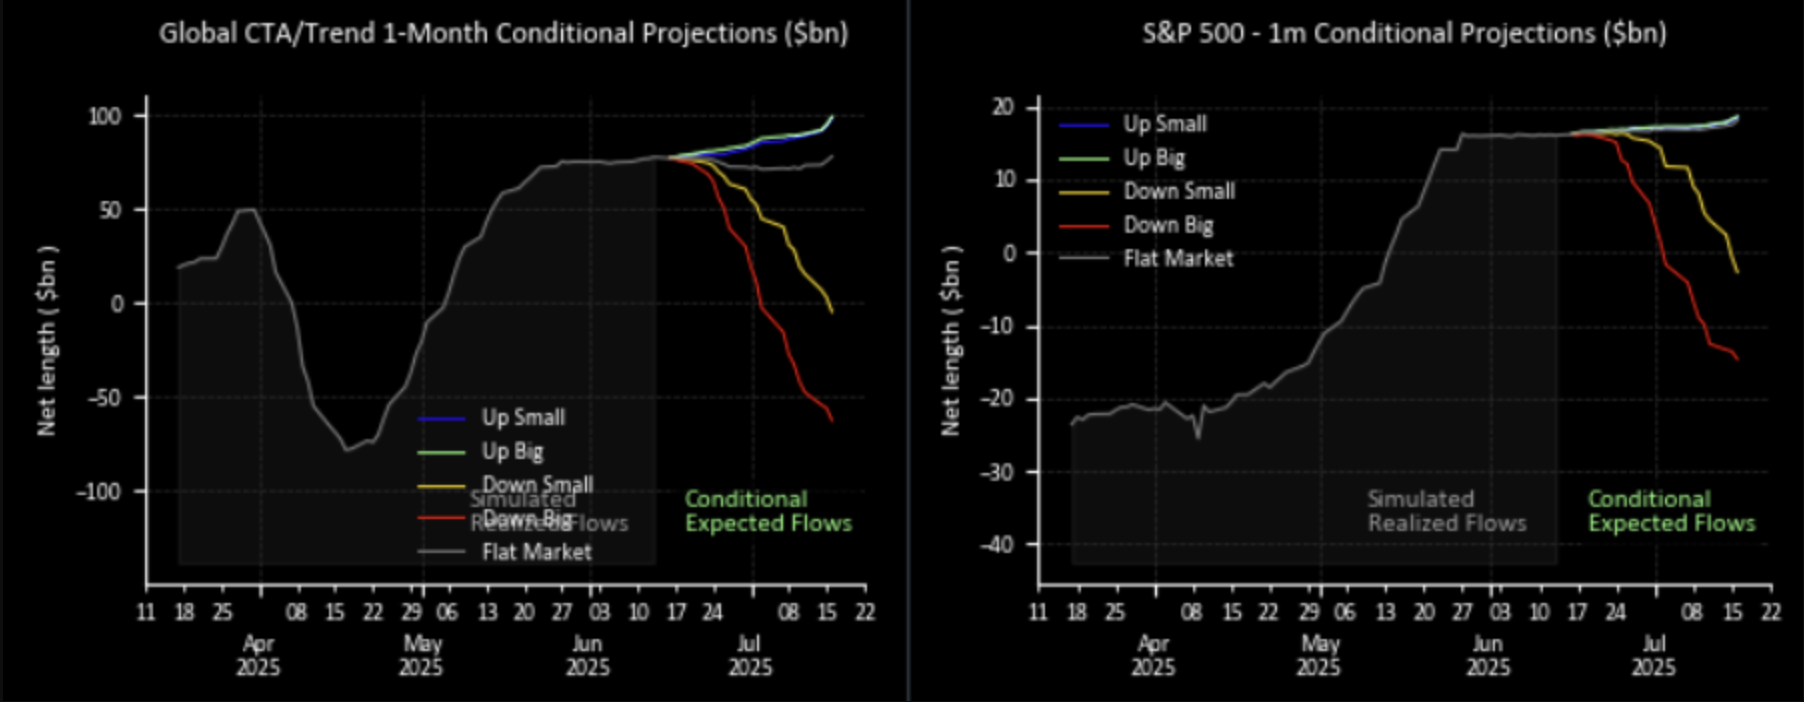 Global CTA/Trend 1-Month Conditional Projections ($bn)
Net length ( $bn )
100
50
0
−50
−100
Up Small
Up Big
Down Small
Down Big
Flat Market
Simulated
Realized Flows
Conditional
Expected Flows
11 18 25 08 15 22 29 06 13 20 27 03 10 17 24 08 15 22
Apr May Jun Jul
2025 2025 2025 2025
S&P 500 - 1m Conditional Projections ($bn)
Net length ( $bn )
20
10
0
−10
−20
−30
−40
Up Small
Up Big
Down Small
Down Big
Flat Market
Simulated
Realized Flows
Conditional
Expected Flows
11 18 25 08 15 22 29 06 13 20 27 03 10 17 24 08 15 22
Apr May Jun Jul
2025 2025 2025 2025